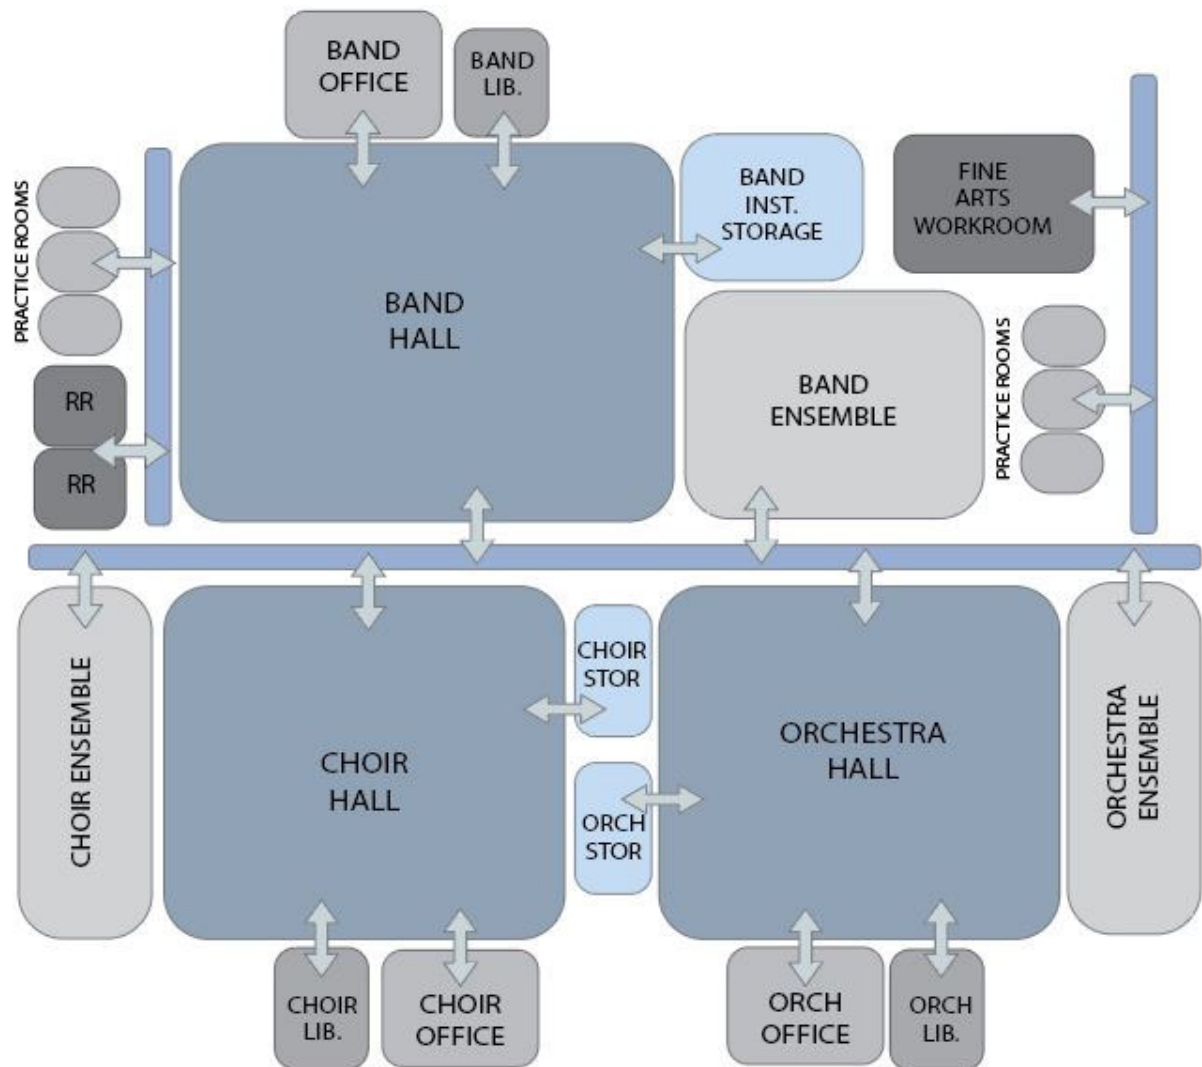 BAND
OFFICE
BAND
LIB.
PRACTICE ROOMS
BAND
INST.
STORAGE
FINE
ARTS
WORKROOM
BAND
HALL
BAND
ENSEMBLE
PRACTICE ROOMS
RR
RR
CHOIR ENSEMBLE
CHOIR
HALL
CHOIR
STOR
ORCH
STOR
ORCHESTRA
HALL
ORCHESTRA
ENSEMBLE
CHOIR
LIB.
CHOIR
OFFICE
ORCH
OFFICE
ORCH
LIB.